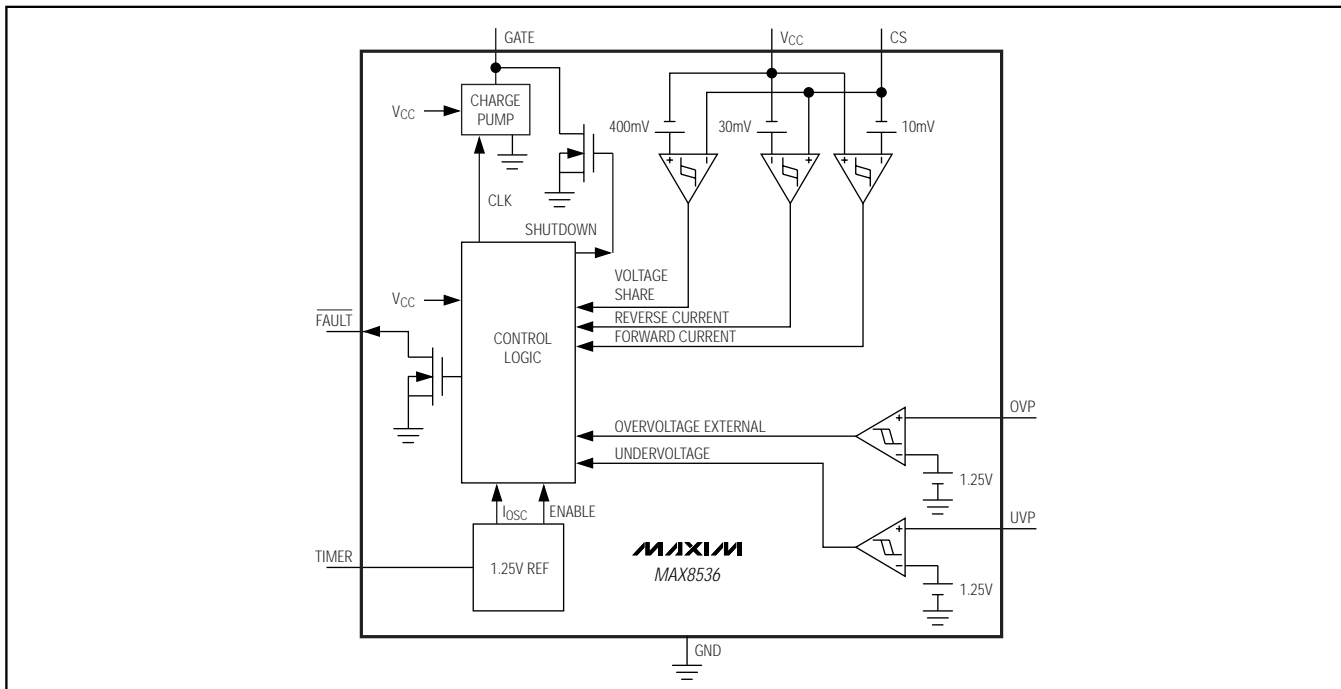 GATE
VCC
CS
CHARGE
PUMP
VCC
400mV
30mV
10mV
+
−
−
+
+
−
CLK
SHUTDOWN
VOLTAGE
SHARE
REVERSE CURRENT
FORWARD CURRENT
VCC
FAULT
CONTROL
LOGIC
OVP
OVERVOLTAGE EXTERNAL
+
−
1.25V
UNDERVOLTAGE
IOSC
ENABLE
UVP
+
−
1.25V
TIMER
1.25V REF
MAXIM
MAX8536
GND